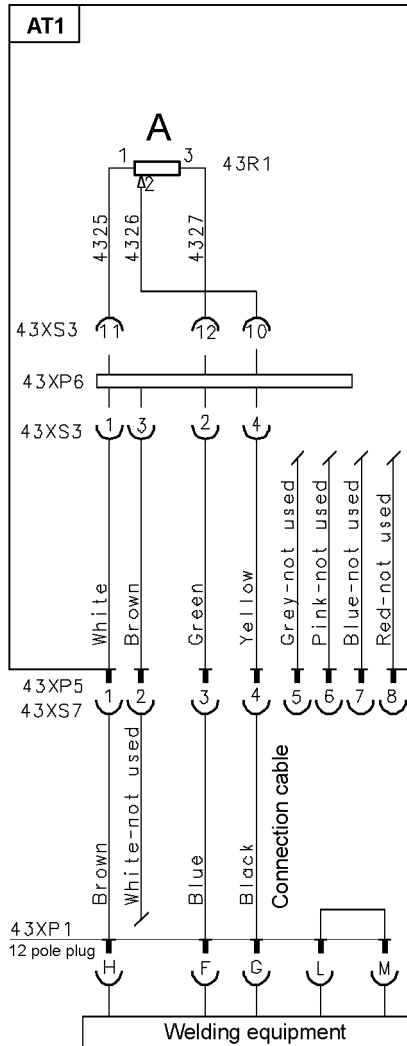 AT1
A
1 3 43R1
2
4325 4326 4327
43XS3 11 12 10
43XP6
43XS3 1 3 2 4
White Brown Green Yellow Grey-not used Pink-not used Blue-not used Red-not used
43XP5
43XS7 1 2 3 4 5 6 7 8
Brown White-not used Blue Black Connection cable
43XP1
12 pole plug
H F G L M
Welding equipment